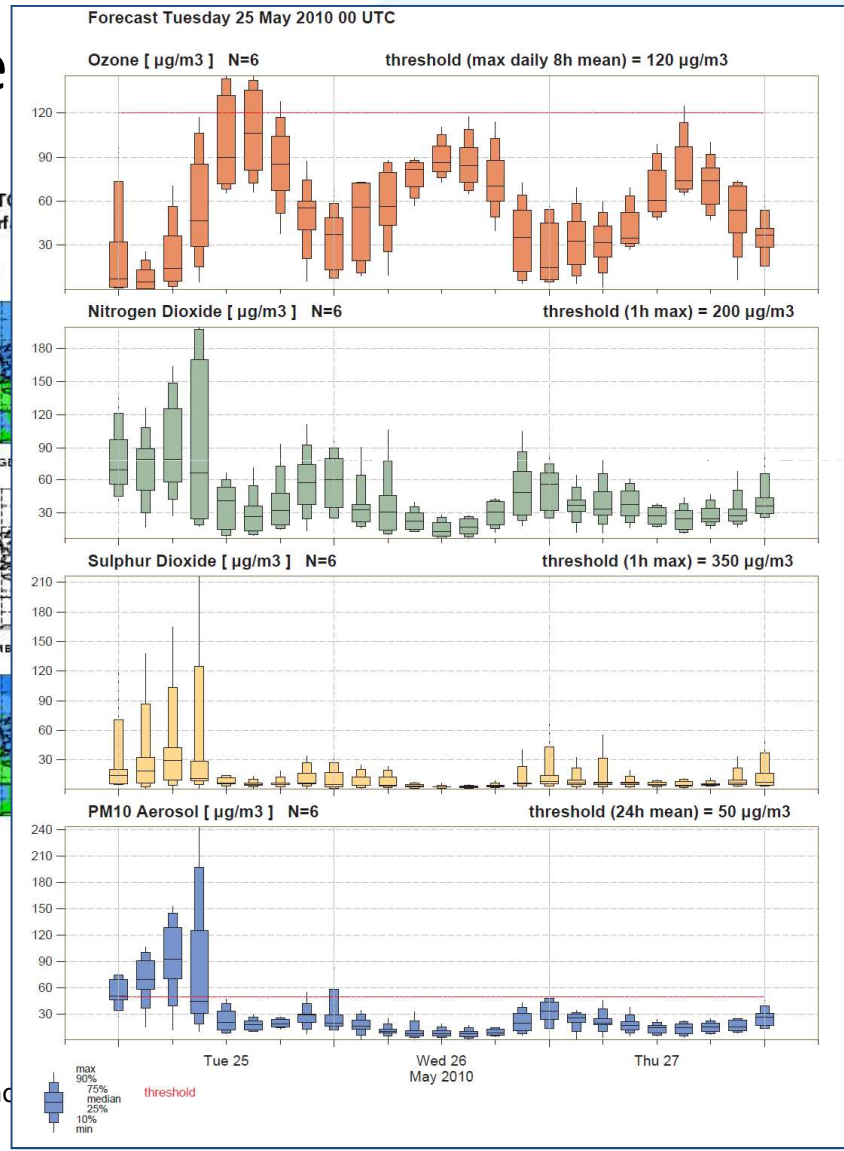 Forecast Tuesday 25 May 2010 00 UTC
Ozone [ µg/m3 ] N=6 threshold (max daily 8h mean) = 120 µg/m3
120
90
60
30
Nitrogen Dioxide [ µg/m3 ] N=6 threshold (1h max) = 200 µg/m3
180
150
120
90
60
30
Sulphur Dioxide [ µg/m3 ] N=6 threshold (1h max) = 350 µg/m3
210
180
150
120
90
60
30
PM10 Aerosol [ µg/m3 ] N=6 threshold (24h mean) = 50 µg/m3
240
210
180
150
120
90
60
30
Tue 25 Wed 26 Thu 27
May 2010
max
90%
75%
median
25%
10%
min
threshold